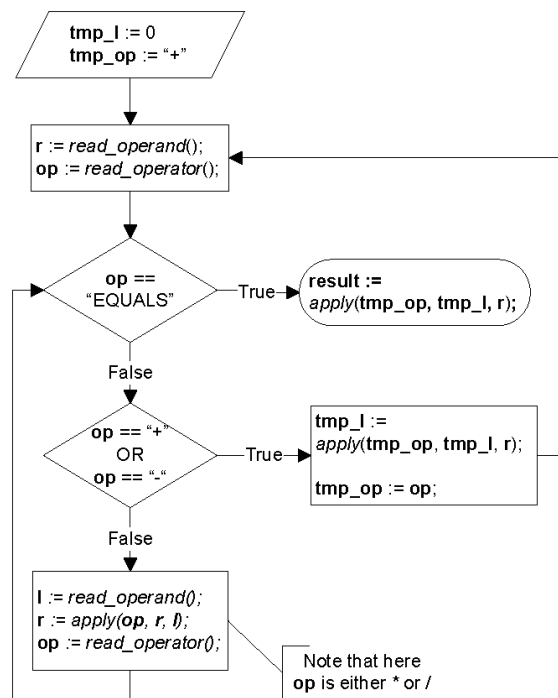 tmp_l := 0
tmp_op := “+”
r := read_operand();
op := read_operator();
op ==
“EQUALS”
True
result :=
apply(tmp_op, tmp_l, r);
False
op == “+”
OR
op == “-“
True
tmp_l :=
apply(tmp_op, tmp_l, r);
tmp_op := op;
False
l := read_operand();
r := apply(op, r, l);
op := read_operator();
Note that here
op is either * or /